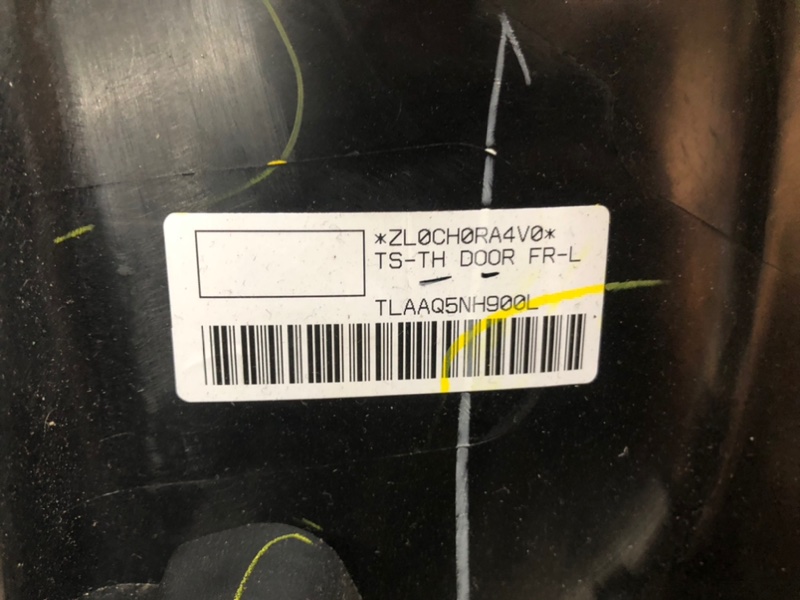 *ZL0CH0RA4V0*
TS-TH DOOR FR-L
TLAAQ5NH900L